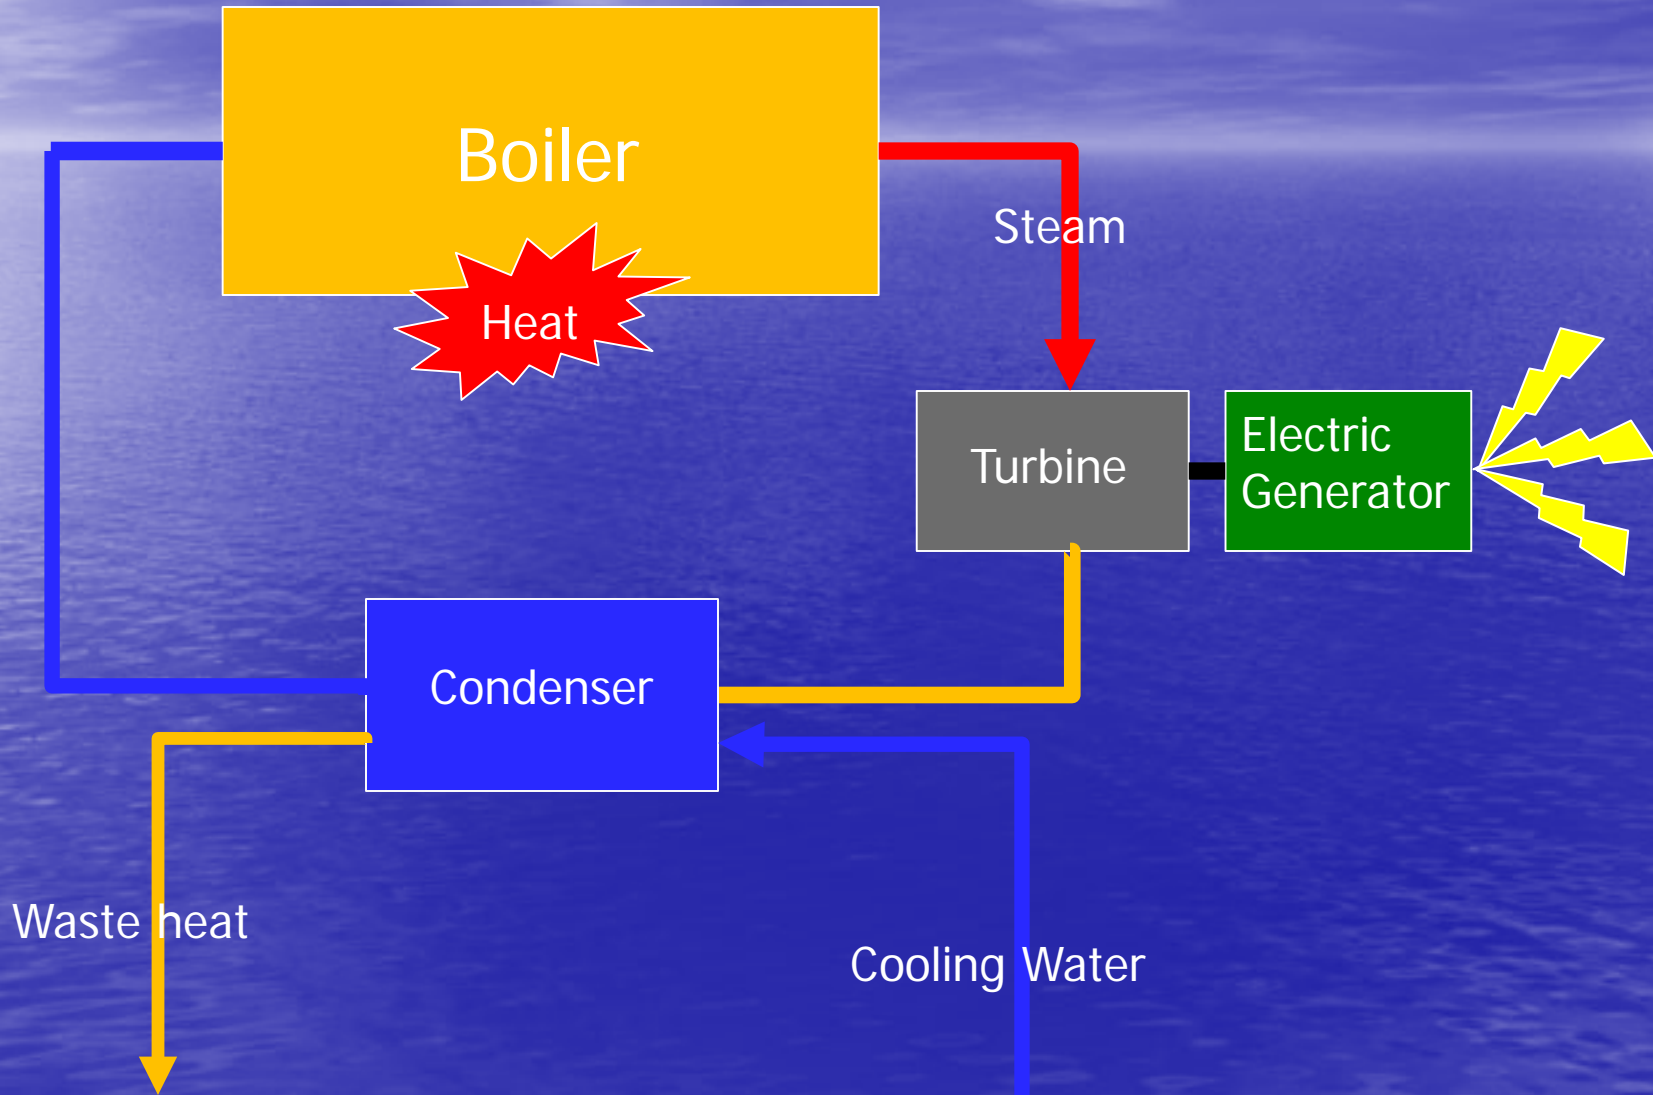 Boiler
Steam
Heat
Turbine
Electric
Generator
Condenser
Waste heat
Cooling Water